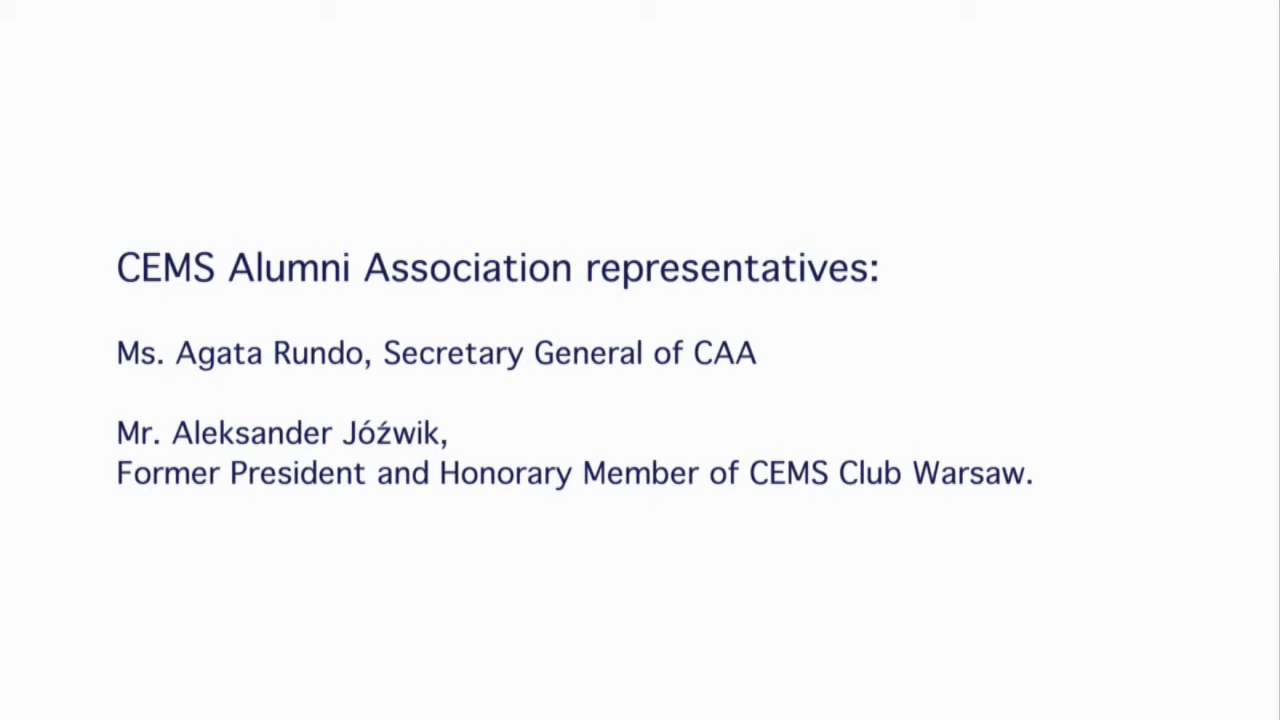 CEMS Alumni Association representatives:
Ms. Agata Rundo, Secretary General of CAA
Mr. Aleksander Jóźwik,
Former President and Honorary Member of CEMS Club Warsaw.